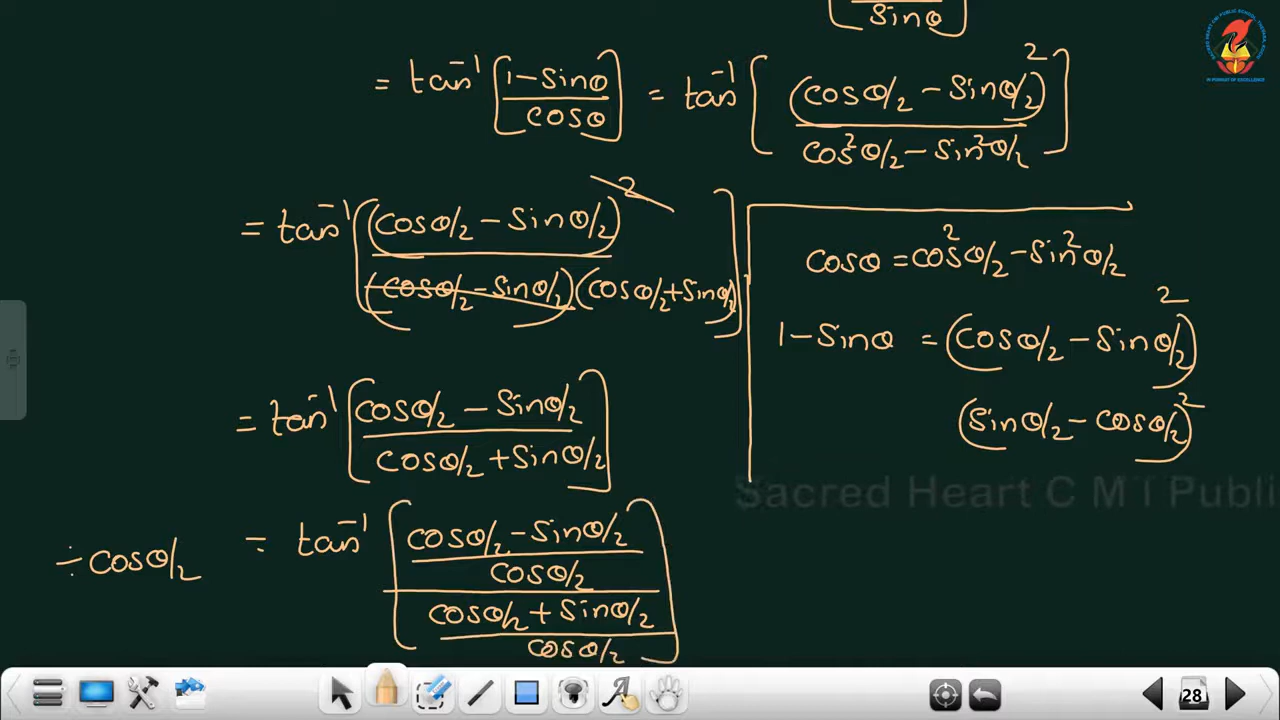 sinθ
= tan⁻¹ [ (1 - sinθ) / cosθ ] = tan⁻¹ [ (cosθ/2 - sinθ/2)² / (cos²θ/2 - sin²θ/2) ]
= tan⁻¹ [ (cosθ/2 - sinθ/2)² / (cosθ/2 - sinθ/2)(cosθ/2 + sinθ/2) ]
cosθ = cos²θ/2 - sin²θ/2
1 - sinθ = (cosθ/2 - sinθ/2)²
(sinθ/2 - cosθ/2)²
= tan⁻¹ [ (cosθ/2 - sinθ/2) / (cosθ/2 + sinθ/2) ]
Sacred Heart C M I Publi
÷ cosθ/2 = tan⁻¹ [ ((cosθ/2 - sinθ/2) / cosθ/2) / ((cosθ/2 + sinθ/2) / cosθ/2) ]
28